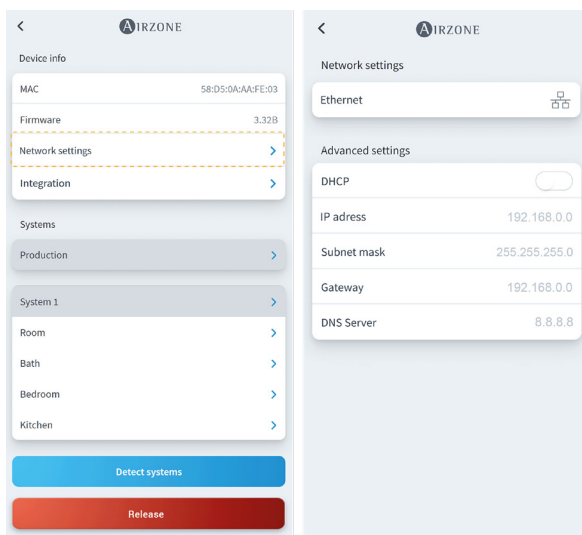 AIRZONE
Device info
MAC 58:D5:0A:AA:FE:03
Firmware 3.32B
Network settings
Integration
Systems
Production
System 1
Room
Bath
Bedroom
Kitchen
Detect systems
Release
AIRZONE
Network settings
Ethernet
Advanced settings
DHCP
IP adress 192.168.0.0
Subnet mask 255.255.255.0
Gateway 192.168.0.0
DNS Server 8.8.8.8